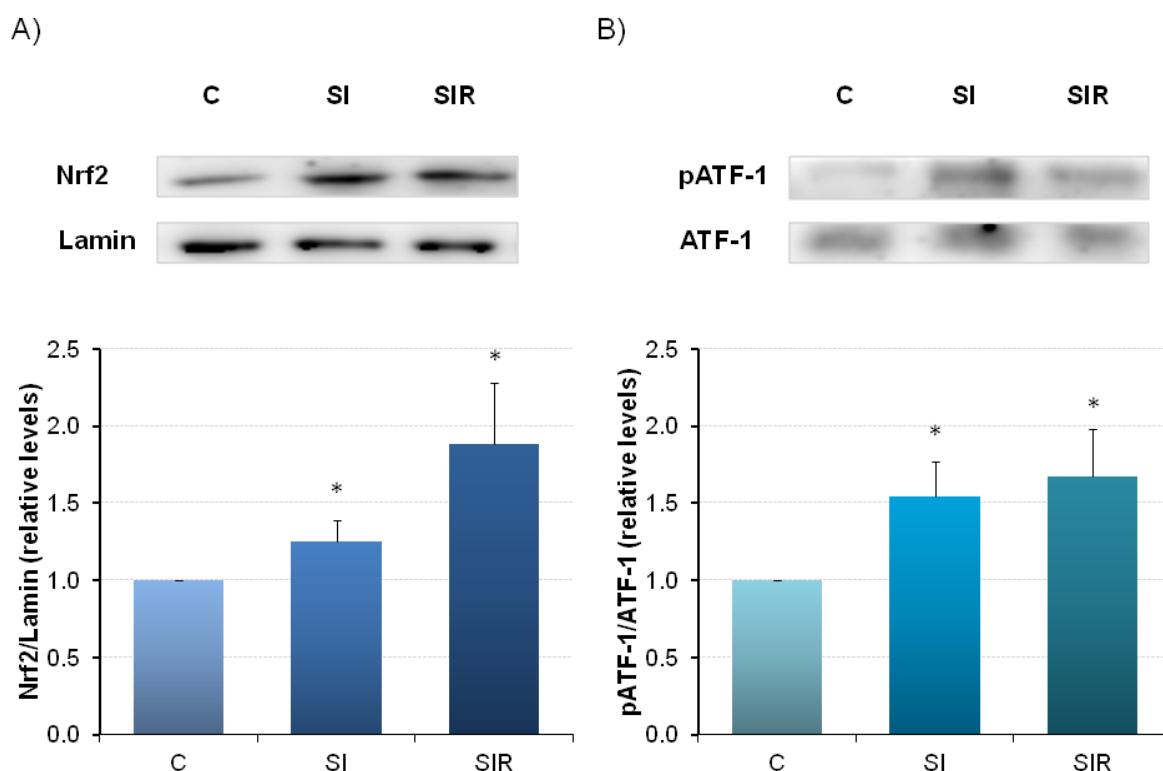 A)
C SI SIR
Nrf2
Lamin
Nrf2/Lamin (relative levels)
2.5
2.0
1.5
1.0
0.5
0.0
*
*
C SI SIR
B)
C SI SIR
pATF-1
ATF-1
pATF-1/ATF-1 (relative levels)
2.5
2.0
1.5
1.0
0.5
0.0
*
*
C SI SIR